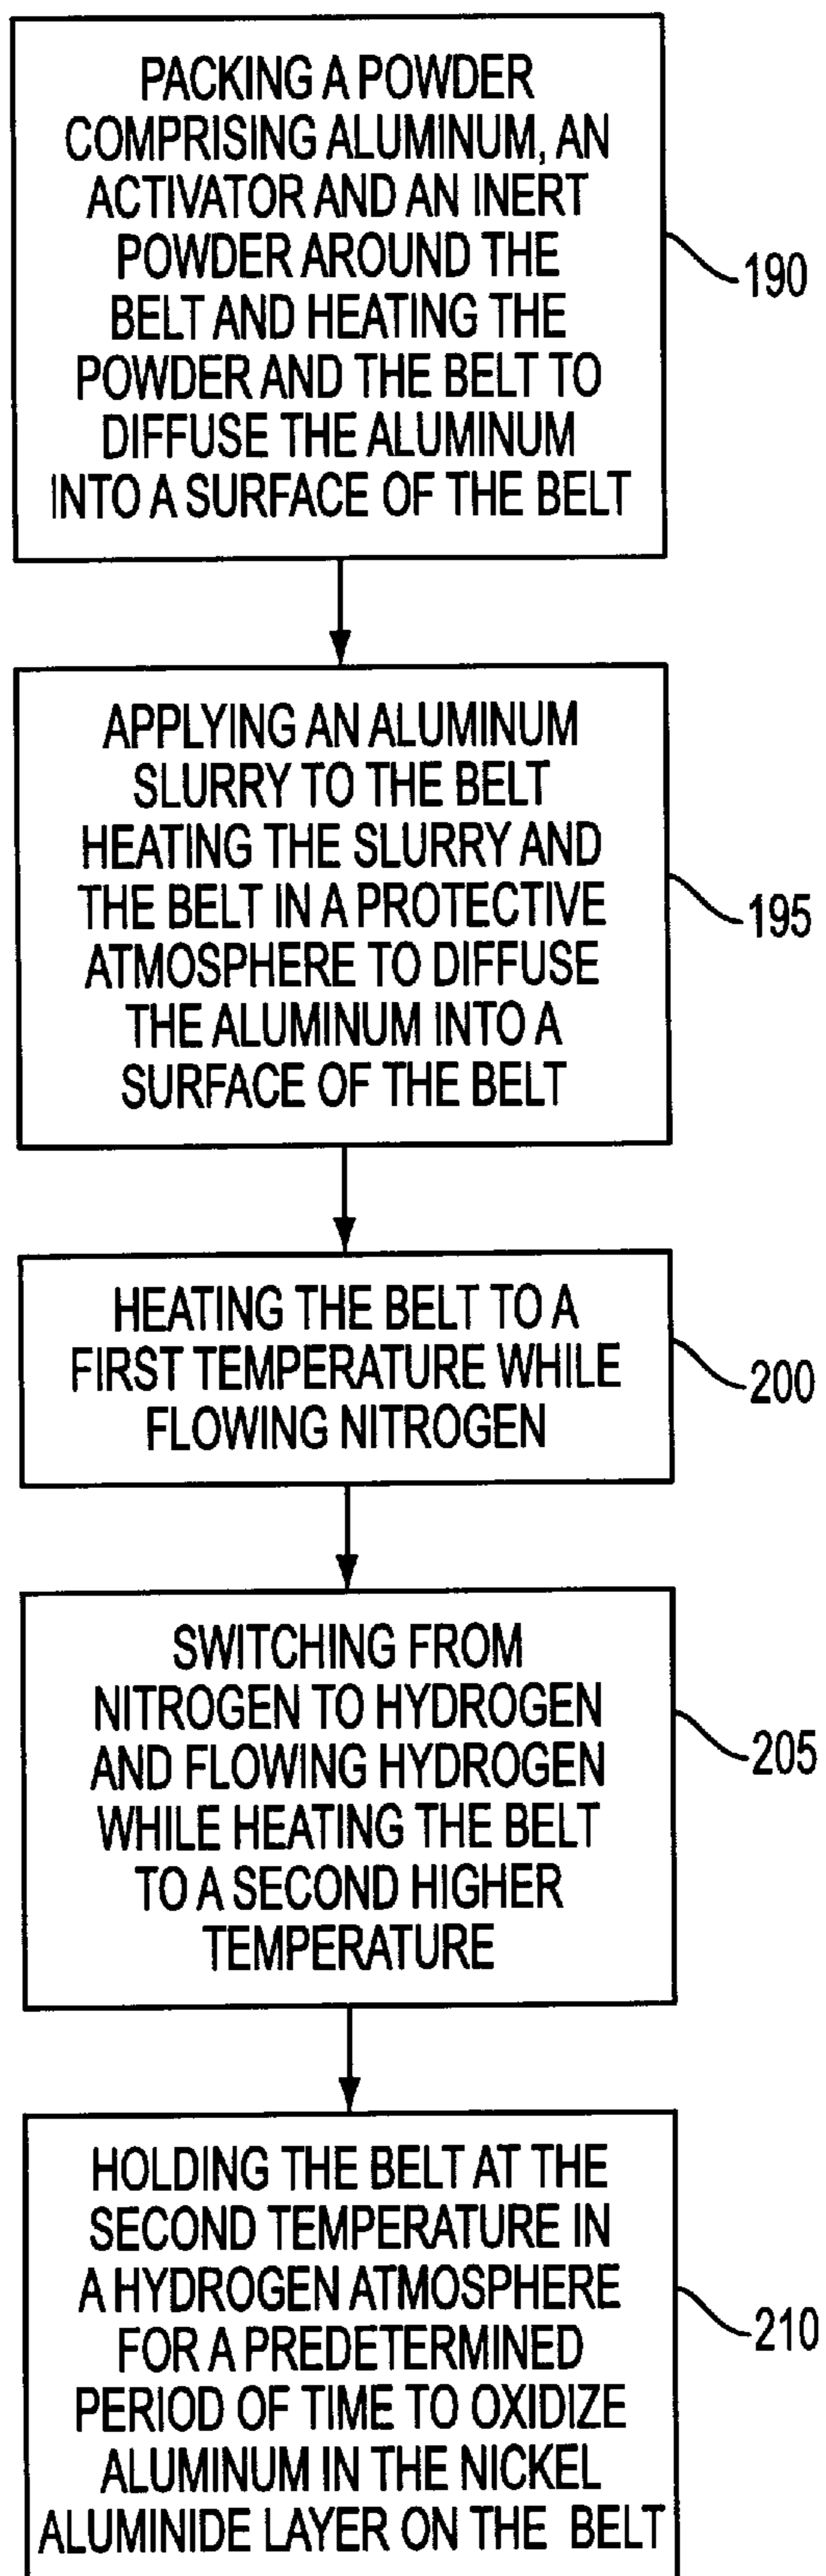 PACKING A POWDER
COMPRISING ALUMINUM, AN
ACTIVATOR AND AN INERT
POWDER AROUND THE
BELT AND HEATING THE
POWDER AND THE BELT TO
DIFFUSE THE ALUMINUM
INTO A SURFACE OF THE BELT
190
APPLYING AN ALUMINUM
SLURRY TO THE BELT
HEATING THE SLURRY AND
THE BELT IN A PROTECTIVE
ATMOSPHERE TO DIFFUSE
THE ALUMINUM INTO A
SURFACE OF THE BELT
195
HEATING THE BELT TO A
FIRST TEMPERATURE WHILE
FLOWING NITROGEN
200
SWITCHING FROM
NITROGEN TO HYDROGEN
AND FLOWING HYDROGEN
WHILE HEATING THE BELT
TO A SECOND HIGHER
TEMPERATURE
205
HOLDING THE BELT AT THE
SECOND TEMPERATURE IN
A HYDROGEN ATMOSPHERE
FOR A PREDETERMINED
PERIOD OF TIME TO OXIDIZE
ALUMINUM IN THE NICKEL
ALUMINIDE LAYER ON THE BELT
210